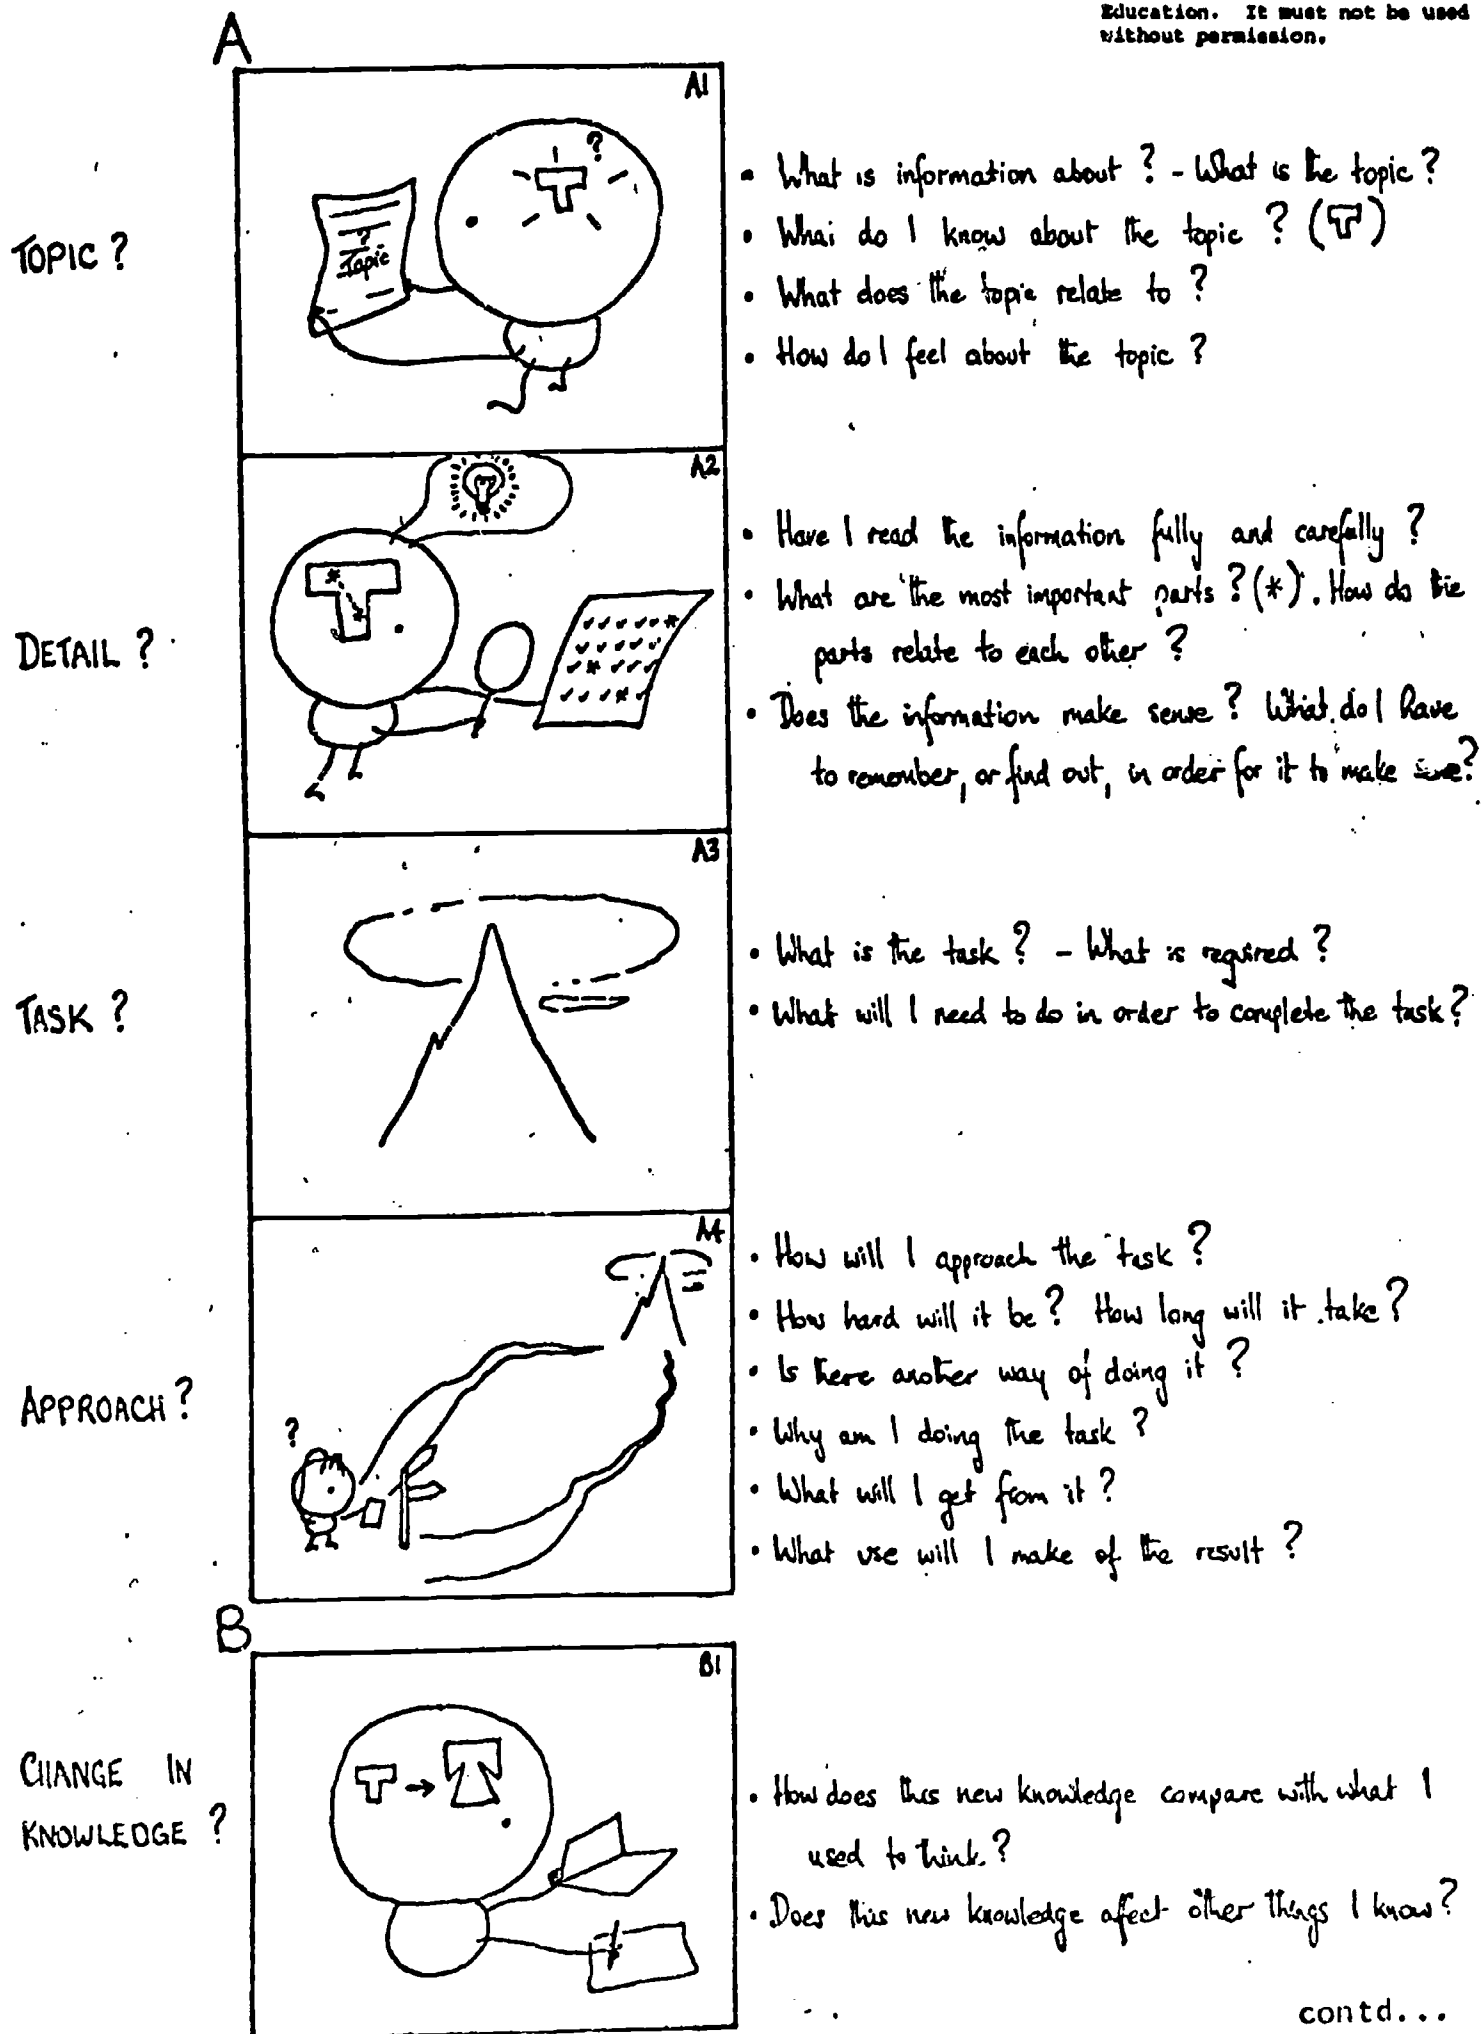 Education. It must not be used
without permission.
A
A1
?
?
Topic
TOPIC ?
• What is information about ? - What is the topic ?
• What do I know about the topic ? (T)
• What does the topic relate to ?
• How do I feel about the topic ?
A2
DETAIL ?
• Have I read the information fully and carefully ?
• What are the most important parts ? (*). How do the
parts relate to each other ?
• Does the information make sense ? What do I have
to remember, or find out, in order for it to make sense?
A3
TASK ?
• What is the task ? - What is required ?
• What will I need to do in order to complete the task?
A4
?
APPROACH ?
• How will I approach the task ?
• How hard will it be ? How long will it take ?
• Is there another way of doing it ?
• Why am I doing the task ?
• What will I get from it ?
• What use will I make of the result ?
B
B1
T → T
CHANGE IN
KNOWLEDGE ?
• How does this new knowledge compare with what I
used to think ?
• Does this new knowledge affect other things I know ?
contd...